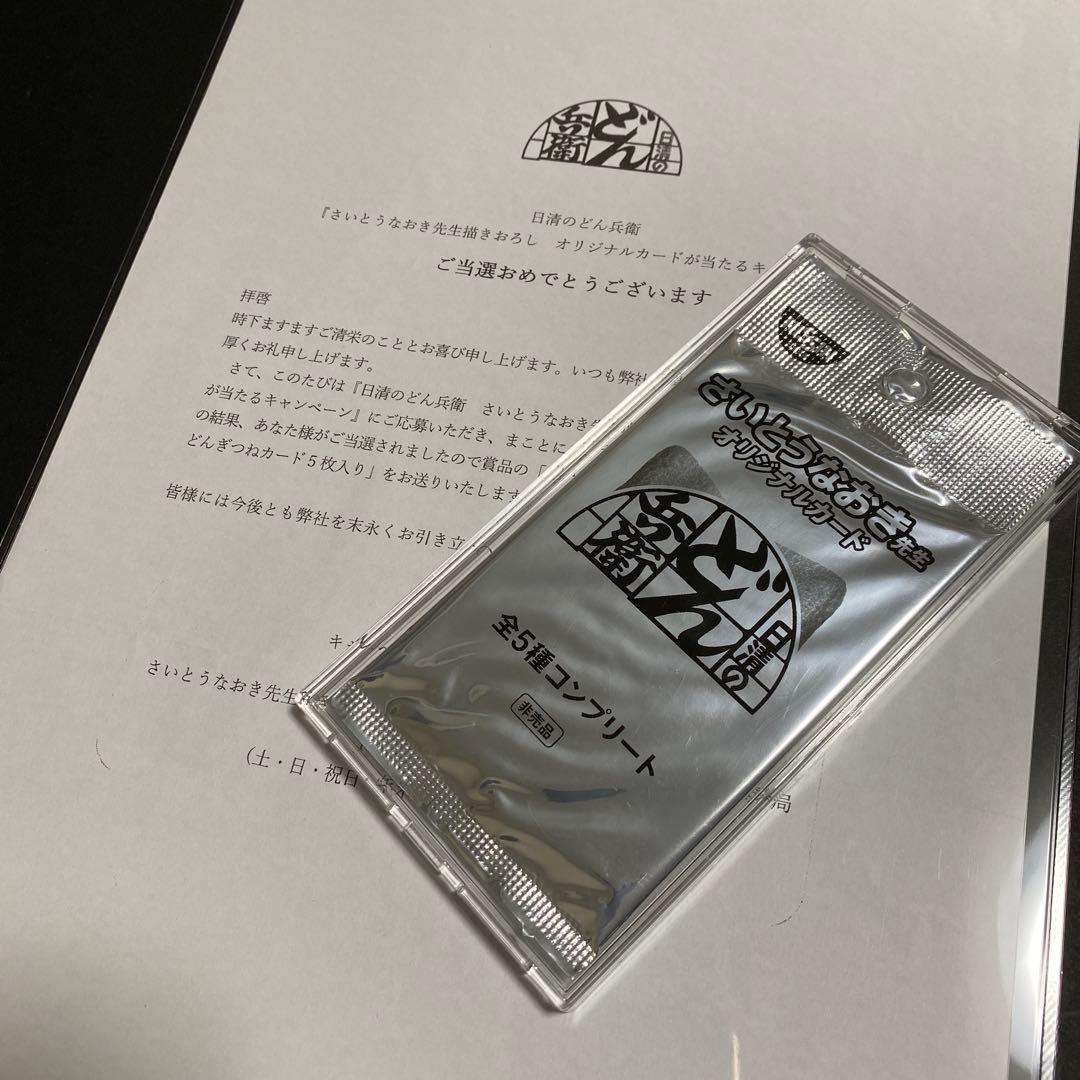 日清の
どん
兵衛
日清のどん兵衛
『さいとうなおき先生描きおろし　オリジナルカードが当たるキ
ご当選おめでとうございます
拝啓
時下ますますご清栄のこととお喜び申し上げます。いつも弊社
厚くお礼申し上げます。
さて、このたびは『日清のどん兵衛　さいとうなおき先
が当たるキャンペーン』にご応募いただき、まことに
の結果、あなた様がご当選されましたので賞品の「
どんぎつねカード５枚入り」をお送りいたします
皆様には今後とも弊社を末永くお引き立
キ
さいとうなおき先生
(土・日・祝日
局
さいとうなおき先生
オリジナルカード
日清の
どん
兵衛
全5種コンプリート
非売品